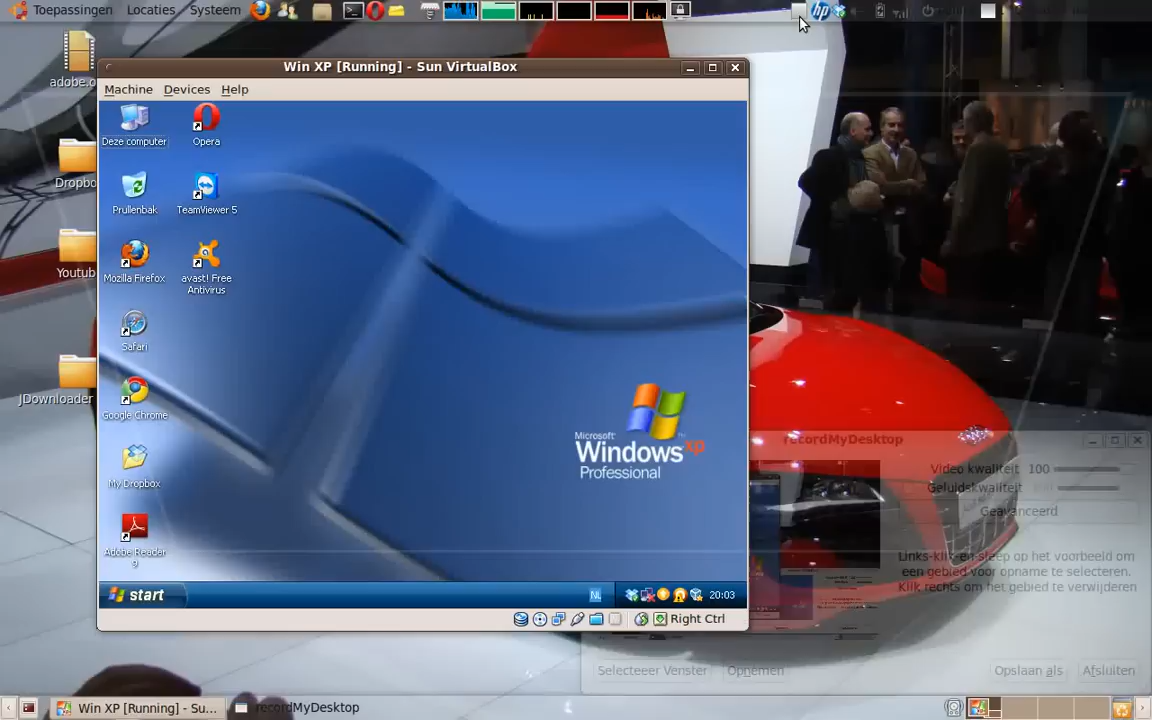 Toepassingen Locaties Systeem
hp
adobe.o
Dropbo
Youtub
JDownloader
Win XP [Running] - Sun VirtualBox
Machine Devices Help
Deze computer
Opera
Prullenbak
TeamViewer 5
Mozilla Firefox
avast! Free
Antivirus
Safari
Google Chrome
My Dropbox
Adobe Reader
9
Microsoft
Windows xp
Professional
start
NL
20:03
Right Ctrl
recordMyDesktop
Video kwaliteit 100
Geluidskwaliteit
Geavanceerd
Links-klik en sleep op het voorbeeld om
een gebied voor opname te selecteren.
Klik rechts om het gebied te verwijderen
Selecteeer Venster Opnemen Opslaan als Afsluiten
Win XP [Running] - Su...
recordMyDesktop